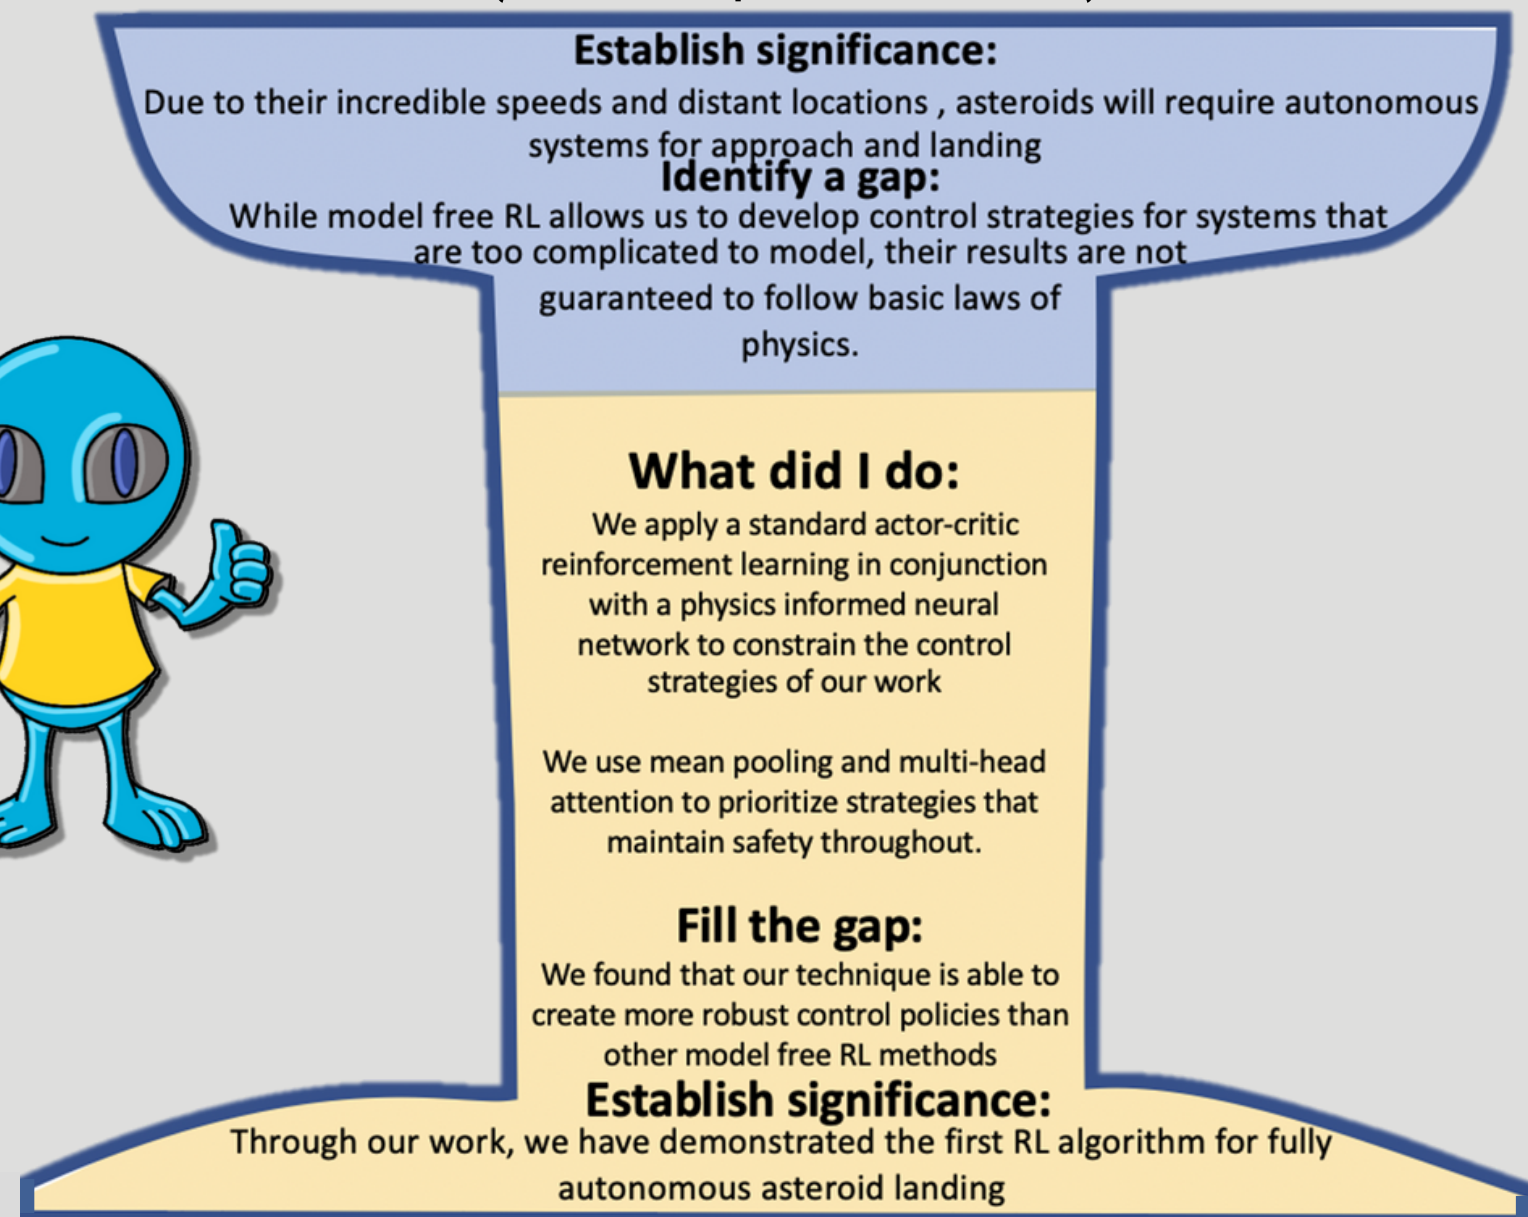 Establish significance:
Due to their incredible speeds and distant locations , asteroids will require autonomous
systems for approach and landing
Identify a gap:
While model free RL allows us to develop control strategies for systems that
are too complicated to model, their results are not
guaranteed to follow basic laws of
physics.
What did I do:
We apply a standard actor-critic
reinforcement learning in conjunction
with a physics informed neural
network to constrain the control
strategies of our work
We use mean pooling and multi-head
attention to prioritize strategies that
maintain safety throughout.
Fill the gap:
We found that our technique is able to
create more robust control policies than
other model free RL methods
Establish significance:
Through our work, we have demonstrated the first RL algorithm for fully
autonomous asteroid landing